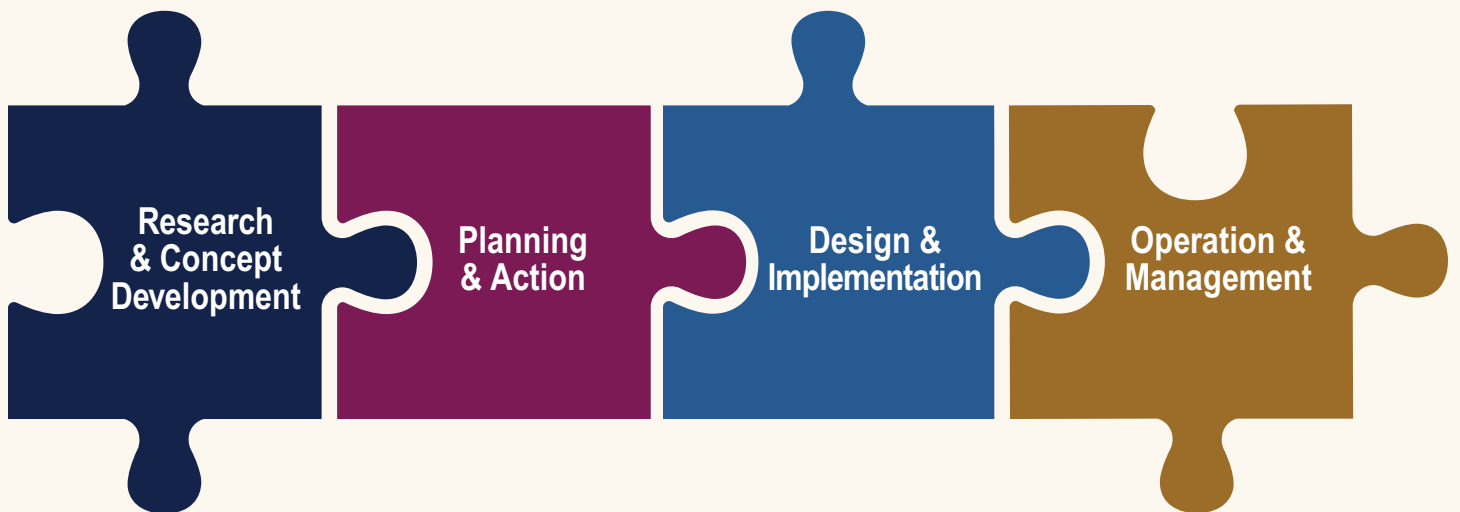 Research
& Concept
Development
Planning
& Action
Design &
Implementation
Operation &
Management